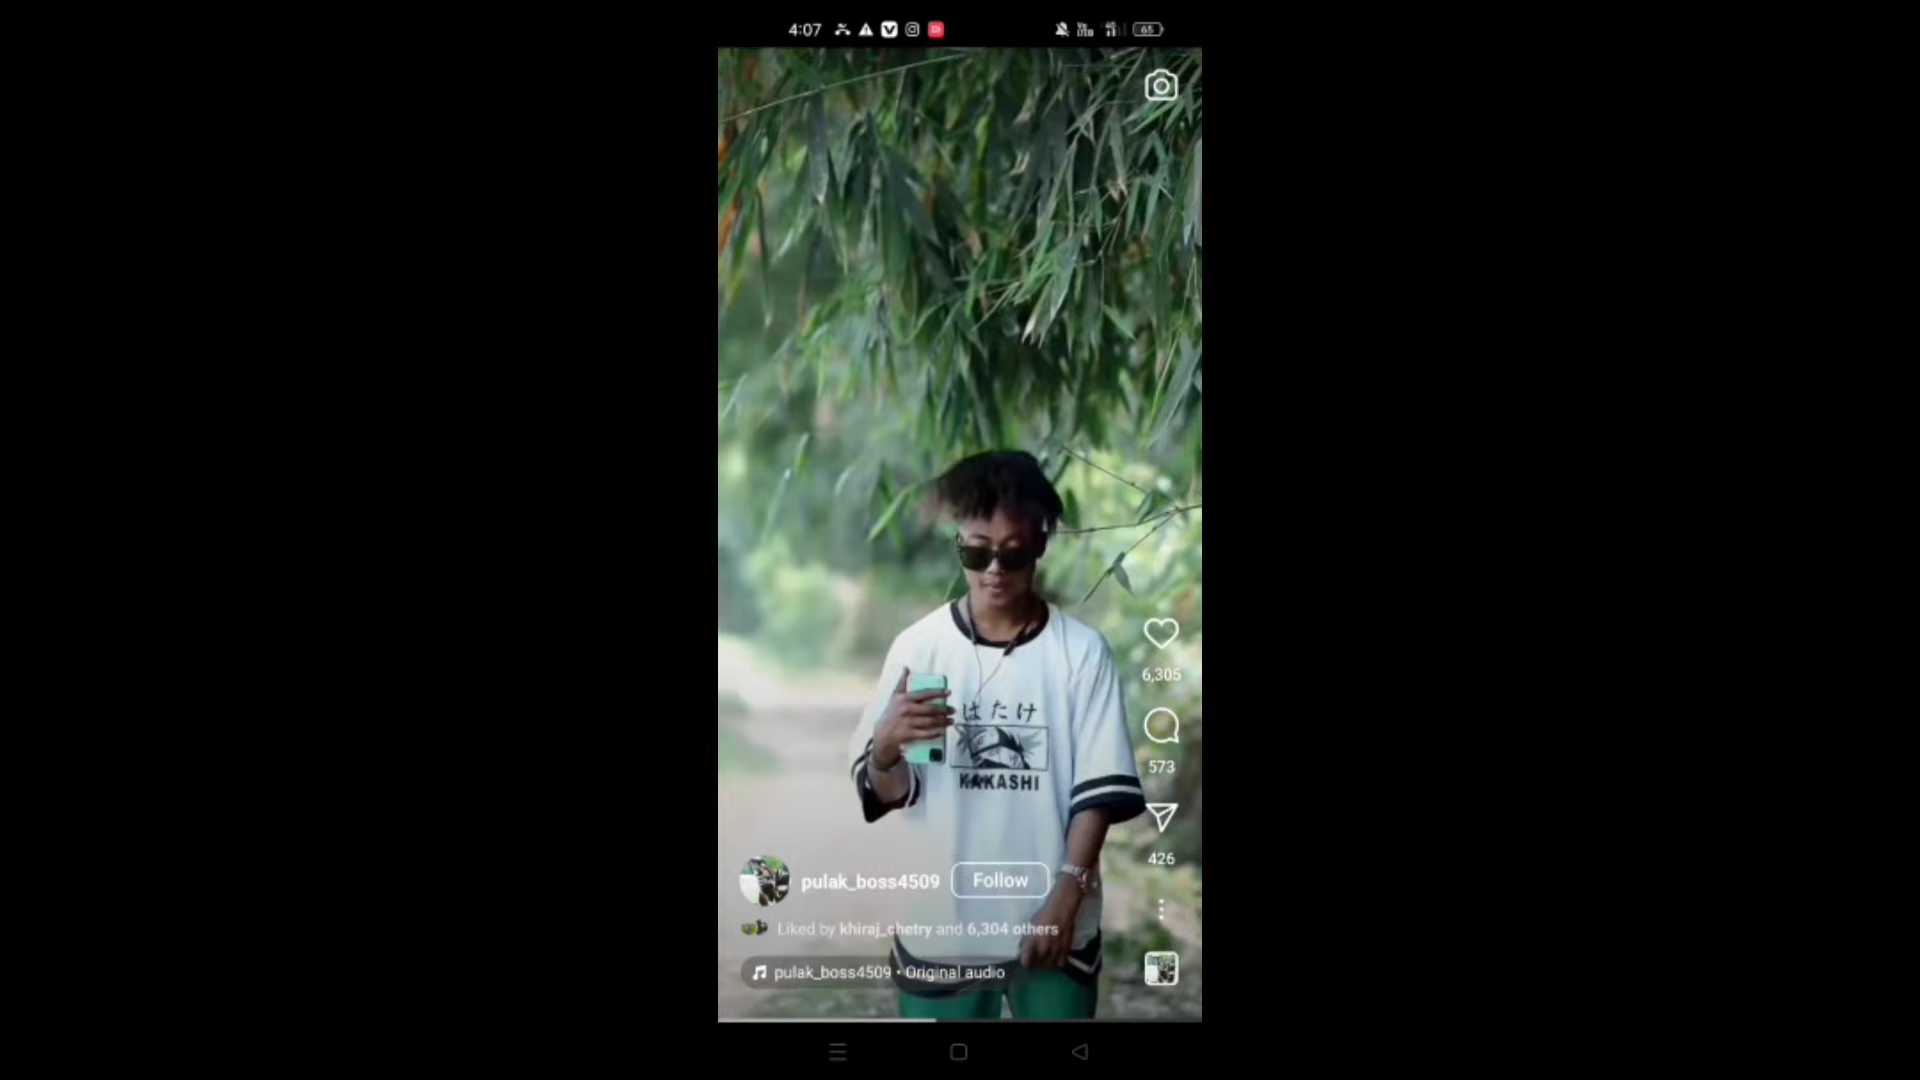 4:07
65
はたけ
KAKASHI
6,305
573
426
pulak_boss4509 Follow
Liked by khiraj_chetry and 6,304 others
pulak_boss4509 • Original audio